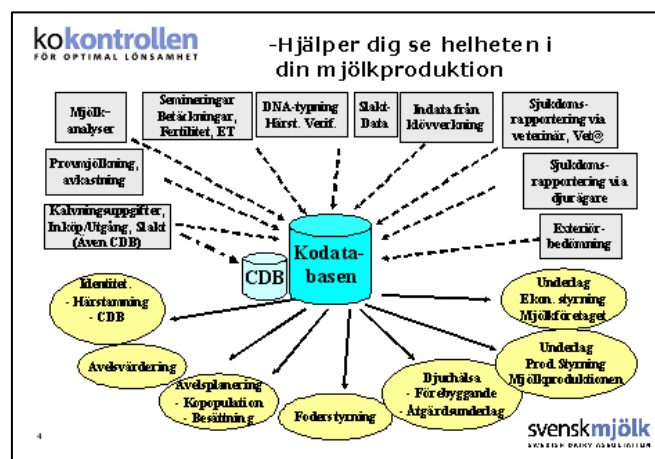 kokontrollen
FÖR OPTIMAL LÖNSAMHET
-Hjälper dig se helheten i
din mjölkproduktion
Mjölk-
analyser
Semineringar
Betäckningar,
Fertilitet, ET
DNA-typning
Härst. Verif.
Slakt-
Data
Indata från
klövverkning
Sjukdoms-
rapportering via
veterinär, Vet@
Provmjölkning,
avkastning
Sjukdoms-
rapportering via
djurägare
Kalvningsuppgifter,
Inköp/Utgång, Slakt
(Även CDB)
Exteriör-
bedömning
Kodata-
basen
CDB
Identitet.
- Härstamning
- CDB
Underlag
Ekon. styrning
Mjölkföretaget
Avelsvärdering
Avelsplanering
- Kopopulation
- Besättning
Foderstyrning
Djurhälsa
- Förebyggande
- Åtgärdsunderlag
Underlag
Prod. Styrning
Mjölkproduktionen
4
svenskmjölk
SWEDISH DAIRY ASSOCIATION